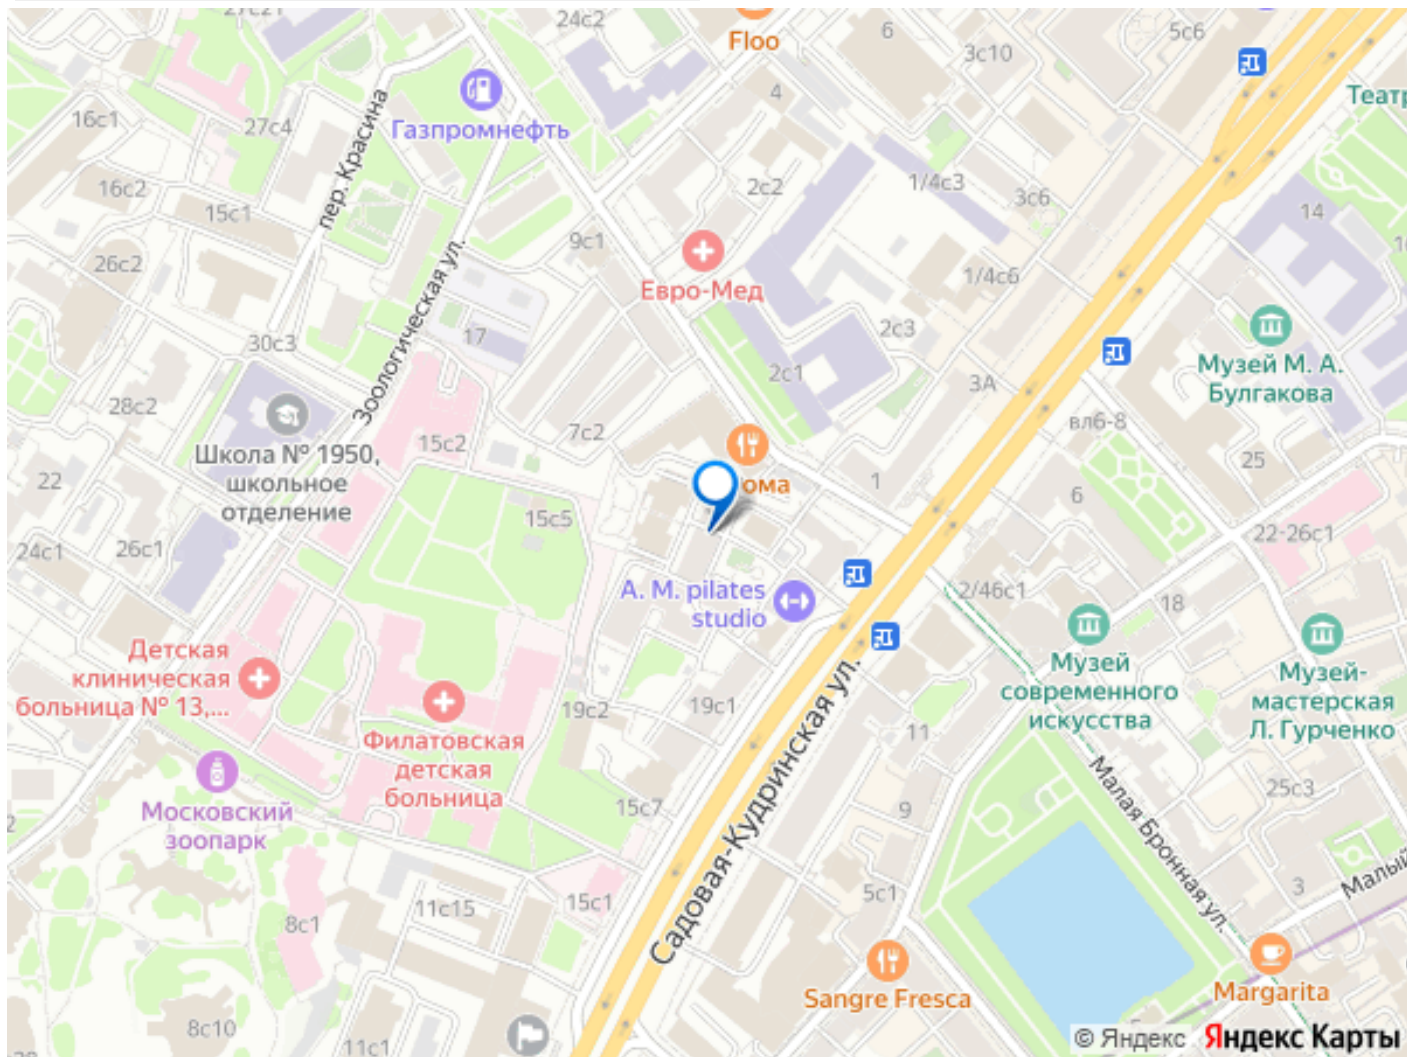 24с2
Floo
6
3с10
5с6
4
Газпромнефть
27с4
16с1
пер. Красина
16с2
15с1
2с2
1/4с3
3с6
14
26с2
9с1
Евро-Мед
1/4с6
Зоологическая ул.
17
30с3
2с3
2с1
3А
Музей М. А.
Булгакова
28с2
7с2
вл6-8
15с2
Школа № 1950,
школьное
отделение
22
25
1
6
15с5
24с1
26с1
22-26с1
A. M. pilates
studio
2/46с1
18
Детская
клиническая
больница № 13,...
Музей
современного
искусства
Музей-
мастерская
Л. Гурченко
19с2
19с1
11
Филатовская
детская
больница
Садовая-Кудринская ул.
Малая Бронная ул.
25с3
Московский
зоопарк
15с7
9
5с1
3
Малый
8с1
11с15
15с1
Sangre Fresca
Margarita
8с10
11с1
© Яндекс Яндекс Карты